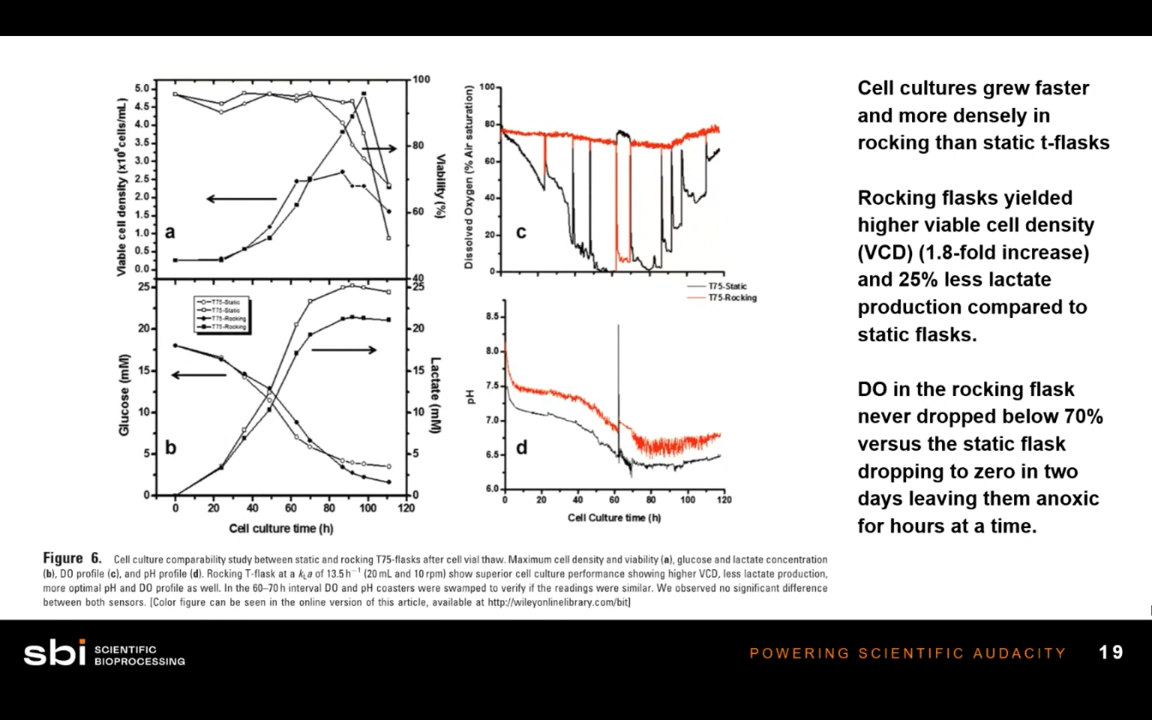 5.0
4.5
4.0
3.5
3.0
2.5
2.0
1.5
1.0
0.5
0.0
Viable cell density (x10⁶cells/mL)
a
100
80
60
40
Viability (%)
25
20
15
10
5
0
Glucose (mM)
T75-Static
T75-Static
T75-Rocking
T75-Rocking
b
25
20
15
10
5
0
Lactate (mM)
0 20 40 60 80 100 120
Cell culture time (h)
100
80
60
40
20
0
Dissolved Oxygen (% Air saturation)
c
T75-Static
T75-Rocking
8.5
8.0
7.5
7.0
6.5
6.0
pH
d
0 20 40 60 80 100 120
Cell Culture time (h)
Figure 6. Cell culture comparability study between static and rocking T75-flasks after cell vial thaw. Maximum cell density and viability (a), glucose and lactate concentration
(b), DO profile (c), and pH profile (d). Rocking T-flask at a kLa of 13.5 h⁻¹ (20 mL and 10 rpm) show superior cell culture performance showing higher VCD, less lactate production,
more optimal pH and DO profile as well. In the 60–70 h interval DO and pH coasters were swamped to verify if the readings were similar. We observed no significant difference
between both sensors. [Color figure can be seen in the online version of this article, available at http://wileyonlinelibrary.com/bit]
Cell cultures grew faster
and more densely in
rocking than static t-flasks
Rocking flasks yielded
higher viable cell density
(VCD) (1.8-fold increase)
and 25% less lactate
production compared to
static flasks.
DO in the rocking flask
never dropped below 70%
versus the static flask
dropping to zero in two
days leaving them anoxic
for hours at a time.
sbi SCIENTIFIC
BIOPROCESSING
POWERING SCIENTIFIC AUDACITY
19